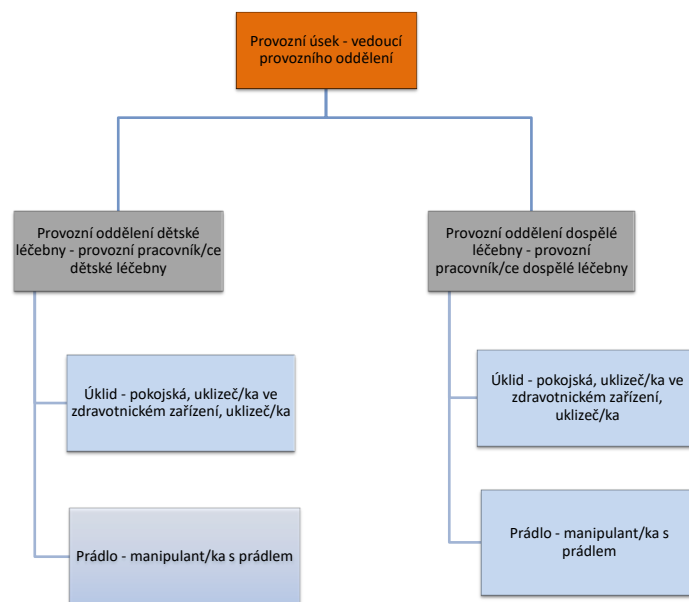 Provozní úsek - vedoucí
provozního oddělení
Provozní oddělení dětské
léčebny - provozní pracovník/ce
dětské léčebny
Provozní oddělení dospělé
léčebny - provozní
pracovník/ce dospělé léčebny
Úklid - pokojská, uklizeč/ka ve
zdravotnickém zařízení, uklizeč/ka
Úklid - pokojská, uklizeč/ka ve
zdravotnickém zařízení,
uklizeč/ka
Prádlo - manipulant/ka s prádlem
Prádlo - manipulant/ka s
prádlem